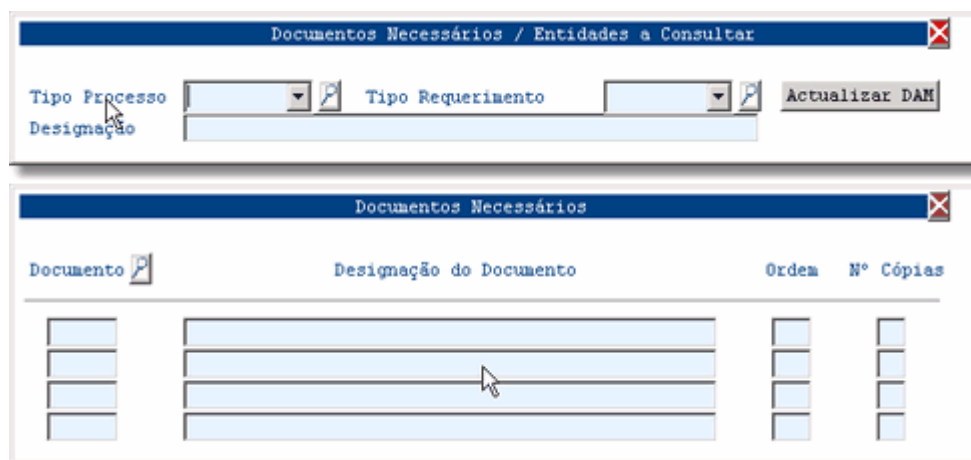 Documentos Necessários / Entidades a Consultar
Tipo Processo Tipo Requerimento Actualizar DAM
Designação
Documentos Necessários
Documento Designação do Documento Ordem Nº Cópias